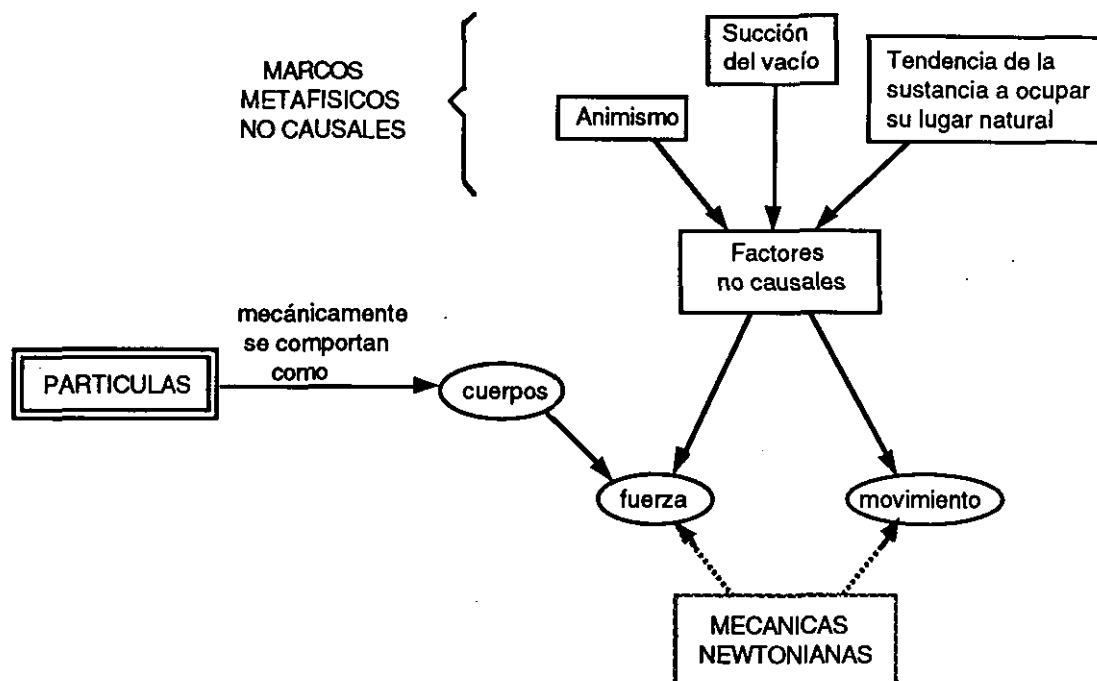 MARCOS
METAFISICOS
NO CAUSALES
Succión
del vacío
Tendencia de la
sustancia a ocupar
su lugar natural
Animismo
Factores
no causales
mecánicamente
se comportan
como
PARTICULAS
cuerpos
fuerza
movimiento
MECANICAS
NEWTONIANAS